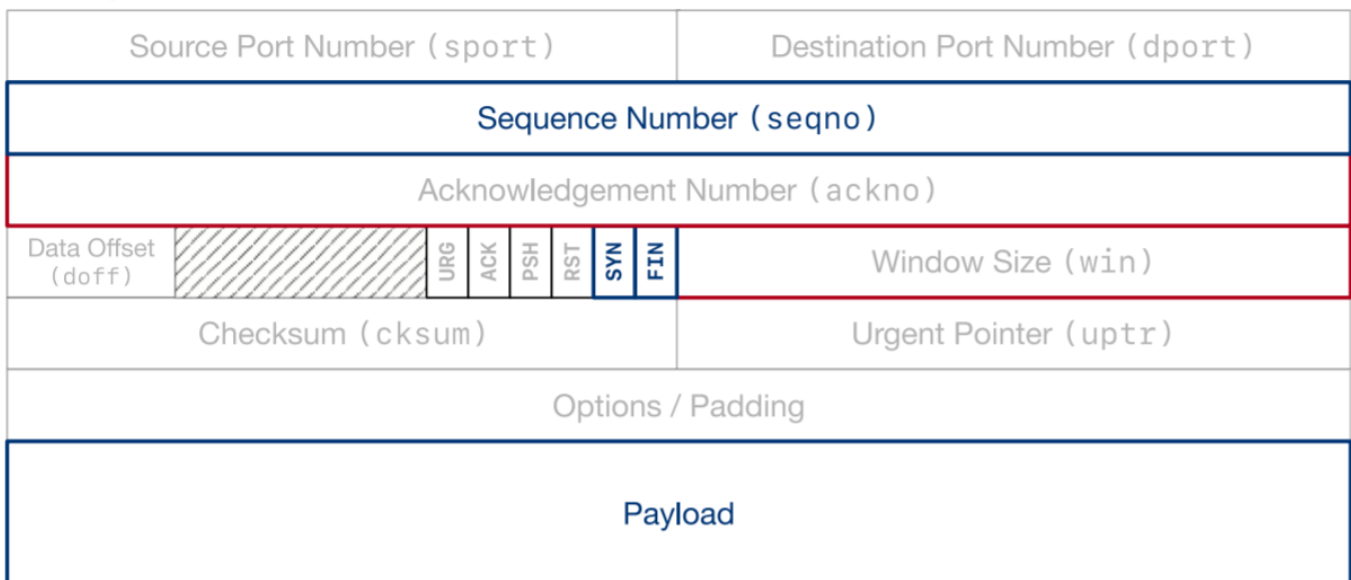 Source Port Number (sport)
Destination Port Number (dport)
Sequence Number (seqno)
Acknowledgement Number (ackno)
Data Offset
(doff)
URG
ACK
PSH
RST
SYN
FIN
Window Size (win)
Checksum (cksum)
Urgent Pointer (uptr)
Options / Padding
Payload